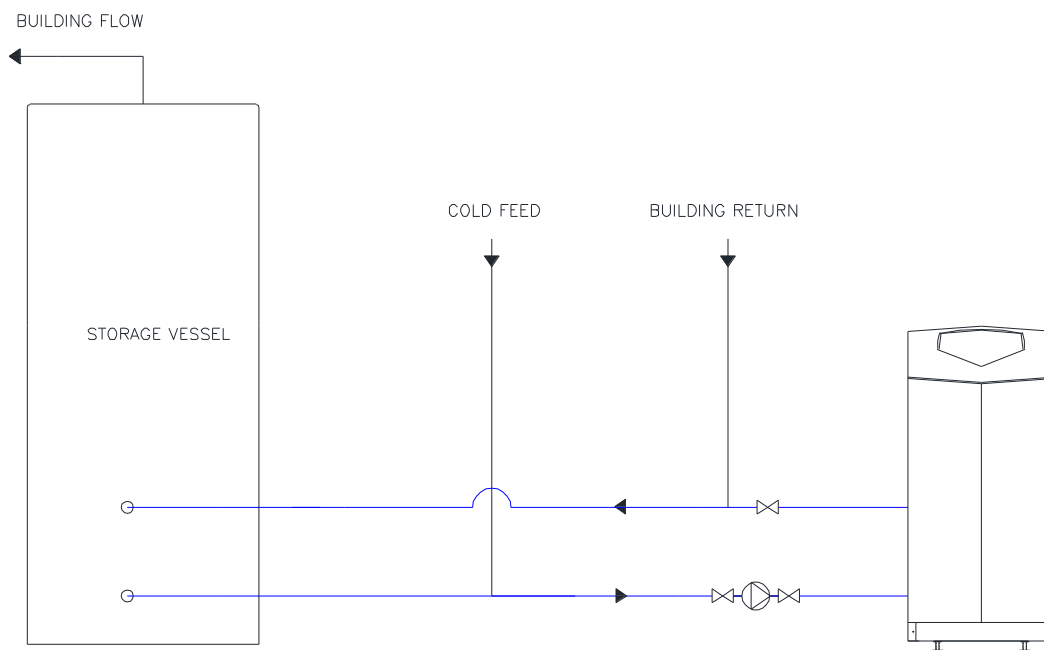 BUILDING FLOW
COLD FEED
BUILDING RETURN
STORAGE VESSEL